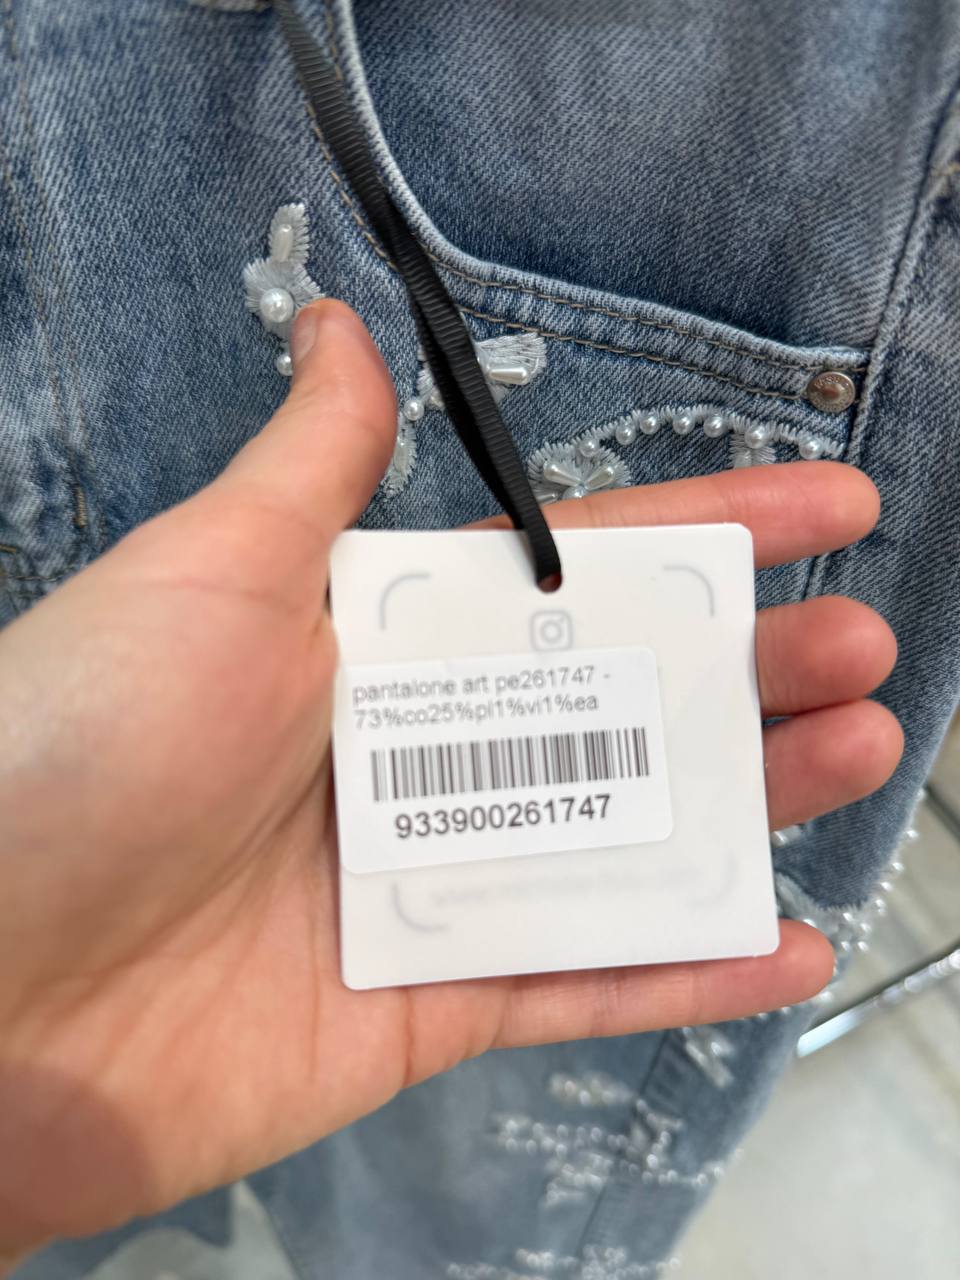 pantalone art pe261747 -
73%co25%pl1%vi1%ea
933900261747